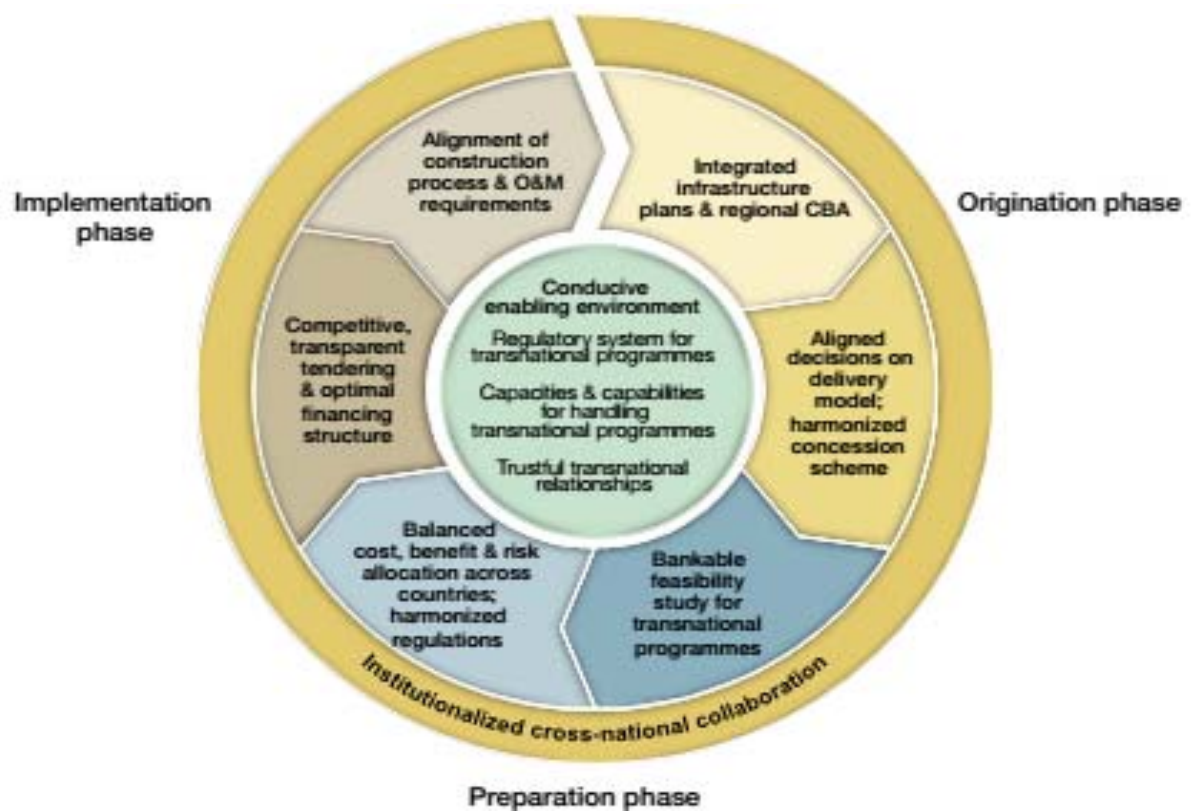 Alignment of
construction
process & O&M
requirements
Integrated
infrastructure
plans & regional CBA
Implementation
phase
Origination phase
Conducive
enabling environment
Regulatory system for
transnational programmes
Capacities & capabilities
for handling
transnational programmes
Trustful transnational
relationships
Competitive,
transparent
tendering
& optimal
financing
structure
Aligned
decisions on
delivery
model;
harmonized
concession
scheme
Balanced
cost, benefit & risk
allocation across
countries;
harmonized
regulations
Bankable
feasibility
study for
transnational
programmes
Institutionalized cross-national collaboration
Preparation phase